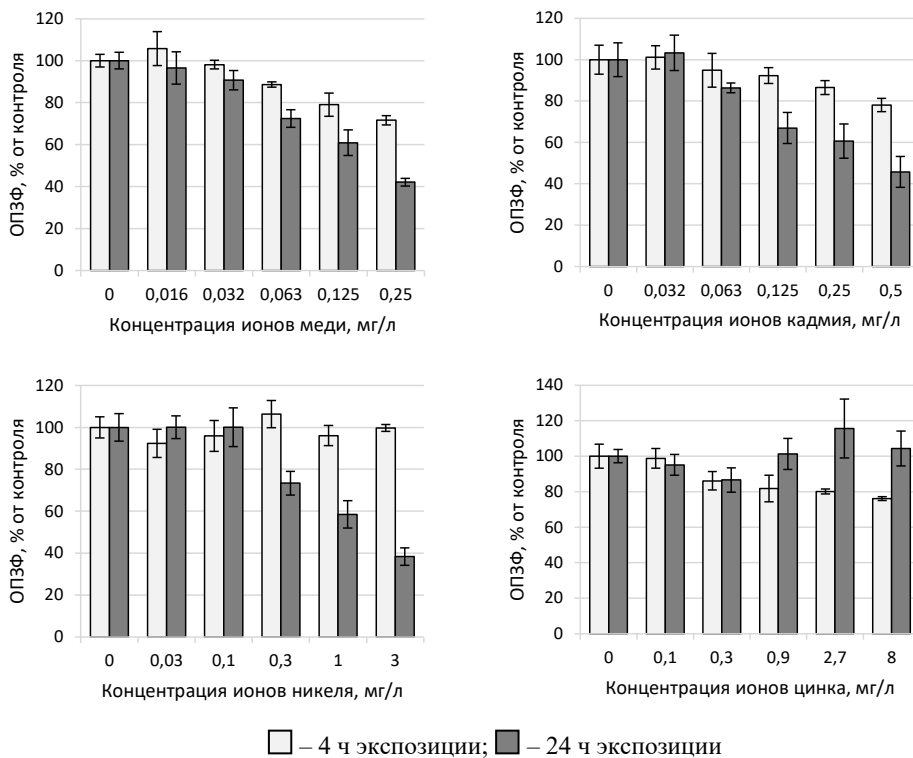 ОПЗФ, % от контроля
120
100
80
60
40
20
0
0 0,016 0,032 0,063 0,125 0,25
Концентрация ионов меди, мг/л
ОПЗФ, % от контроля
120
100
80
60
40
20
0
0 0,032 0,063 0,125 0,25 0,5
Концентрация ионов кадмия, мг/л
ОПЗФ, % от контроля
120
100
80
60
40
20
0
0 0,03 0,1 0,3 1 3
Концентрация ионов никеля, мг/л
ОПЗФ, % от контроля
140
120
100
80
60
40
20
0
0 0,1 0,3 0,9 2,7 8
Концентрация ионов цинка, мг/л
– 4 ч экспозиции; – 24 ч экспозиции